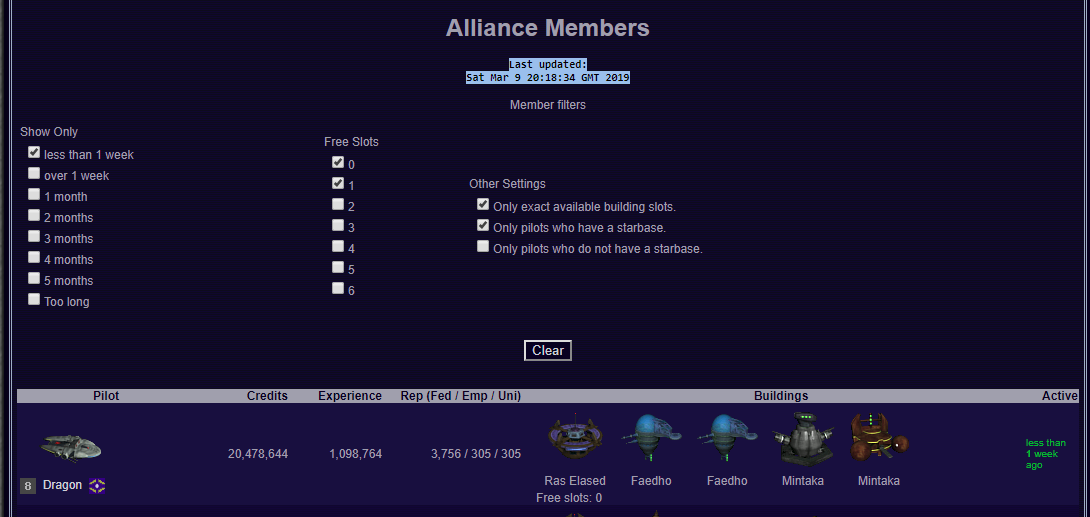 Alliance Members
Last updated:
Sat Mar 9 20:18:34 GMT 2019
Member filters
Show Only
less than 1 week
over 1 week
1 month
2 months
3 months
4 months
5 months
Too long
Free Slots
0
1
2
3
4
5
6
Other Settings
Only exact available building slots.
Only pilots who have a starbase.
Only pilots who do not have a starbase.
Clear
Pilot Credits Experience Rep (Fed / Emp / Uni) Buildings Active
8 Dragon
20,478,644 1,098,764 3,756 / 305 / 305
Ras Elased Faedho Faedho Mintaka Mintaka
Free slots: 0
less than
1 week
ago